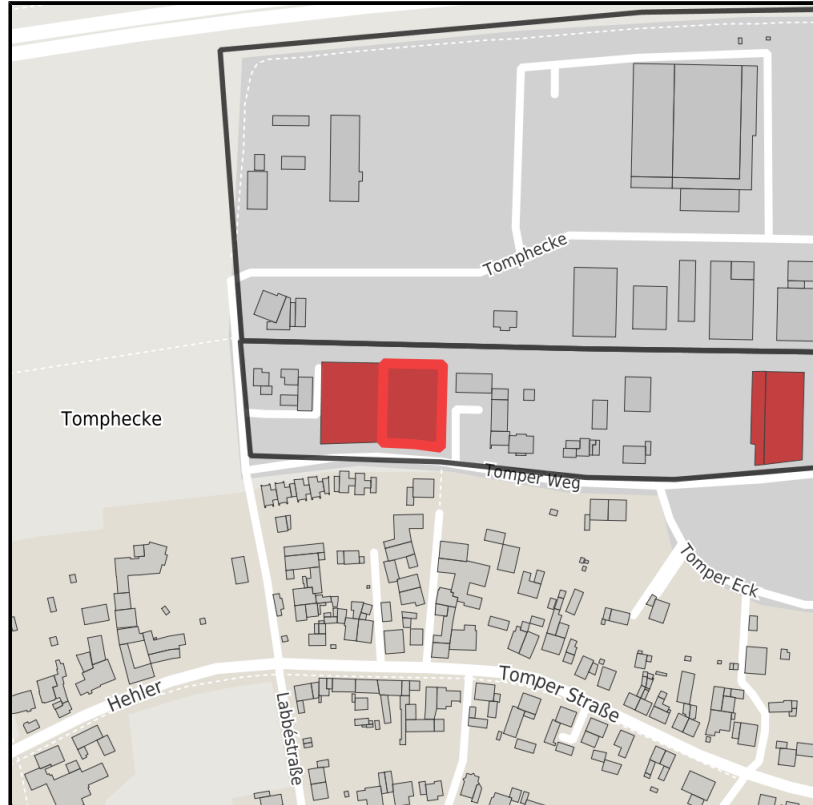 Tomphecke
Tomphecke
Tomper Weg
Tomper Eck
Tomper Straße
Hehler
Labbéstraße